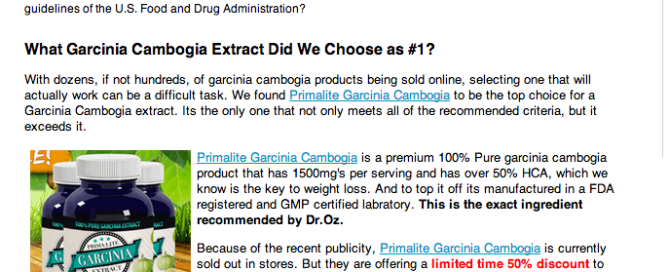 guidelines of the U.S. Food and Drug Administration?
What Garcinia Cambogia Extract Did We Choose as #1?
With dozens, if not hundreds, of garcinia cambogia products being sold online, selecting one that will
actually work can be a difficult task. We found Primalite Garcinia Cambogia to be the top choice for a
Garcinia Cambogia extract. Its the only one that not only meets all of the recommended criteria, but it
exceeds it.
E!
100% PURE GARCINIA EXTRACT
PRIMALITE
GARCINIA
EXTRACT
Primalite Garcinia Cambogia is a premium 100% Pure garcinia cambogia
product that has 1500mg's per serving and has over 50% HCA, which we
know is the key to weight loss. And to top it off its manufactured in a FDA
registered and GMP certified labratory. This is the exact ingredient
recommended by Dr.Oz.
Because of the recent publicity, Primalite Garcinia Cambogia is currently
sold out in stores. But they are offering a limited time 50% discount to